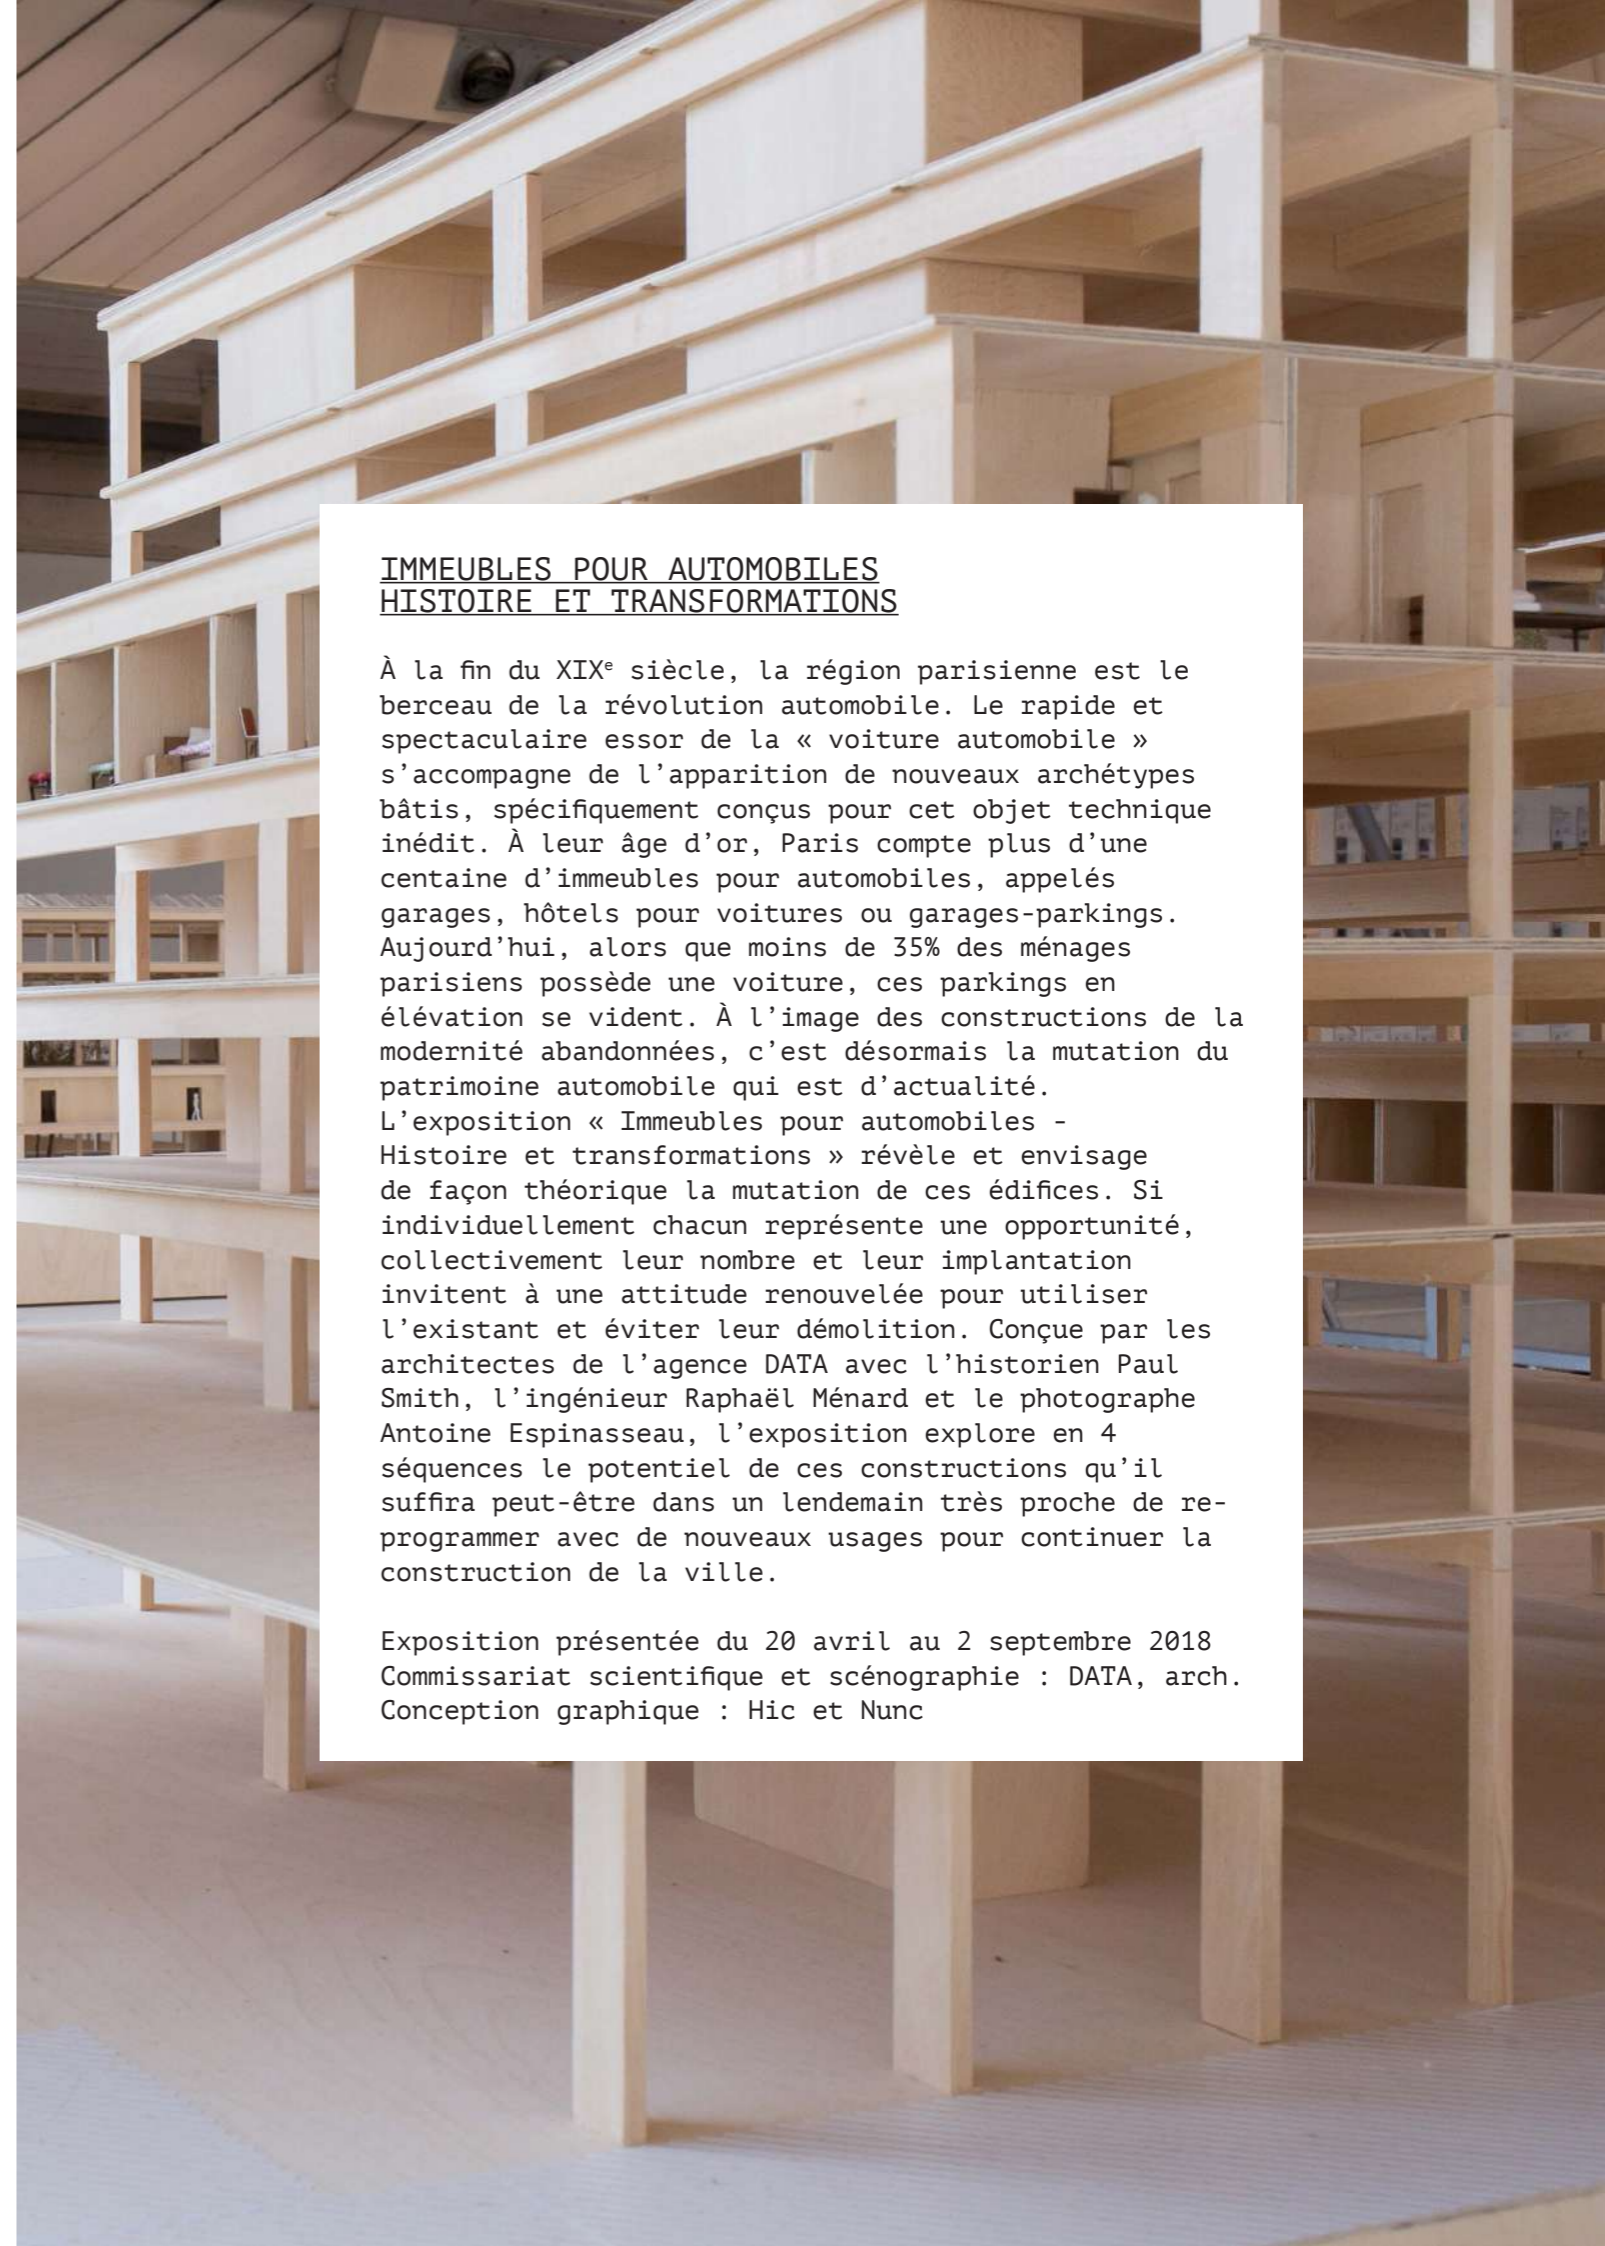 IMMEUBLES POUR AUTOMOBILES
HISTOIRE ET TRANSFORMATIONS
À la fin du XIXᵉ siècle, la région parisienne est le
berceau de la révolution automobile. Le rapide et
spectaculaire essor de la « voiture automobile »
s’accompagne de l’apparition de nouveaux archétypes
bâtis, spécifiquement conçus pour cet objet technique
inédit. À leur âge d’or, Paris compte plus d’une
centaine d’immeubles pour automobiles, appelés
garages, hôtels pour voitures ou garages-parkings.
Aujourd’hui, alors que moins de 35% des ménages
parisiens possède une voiture, ces parkings en
élévation se vident. À l’image des constructions de la
modernité abandonnées, c’est désormais la mutation du
patrimoine automobile qui est d’actualité.
L’exposition « Immeubles pour automobiles -
Histoire et transformations » révèle et envisage
de façon théorique la mutation de ces édifices. Si
individuellement chacun représente une opportunité,
collectivement leur nombre et leur implantation
invitent à une attitude renouvelée pour utiliser
l’existant et éviter leur démolition. Conçue par les
architectes de l’agence DATA avec l’historien Paul
Smith, l’ingénieur Raphaël Ménard et le photographe
Antoine Espinasseau, l’exposition explore en 4
séquences le potentiel de ces constructions qu’il
suffira peut-être dans un lendemain très proche de re-
programmer avec de nouveaux usages pour continuer la
construction de la ville.
Exposition présentée du 20 avril au 2 septembre 2018
Commissariat scientifique et scénographie : DATA, arch.
Conception graphique : Hic et Nunc